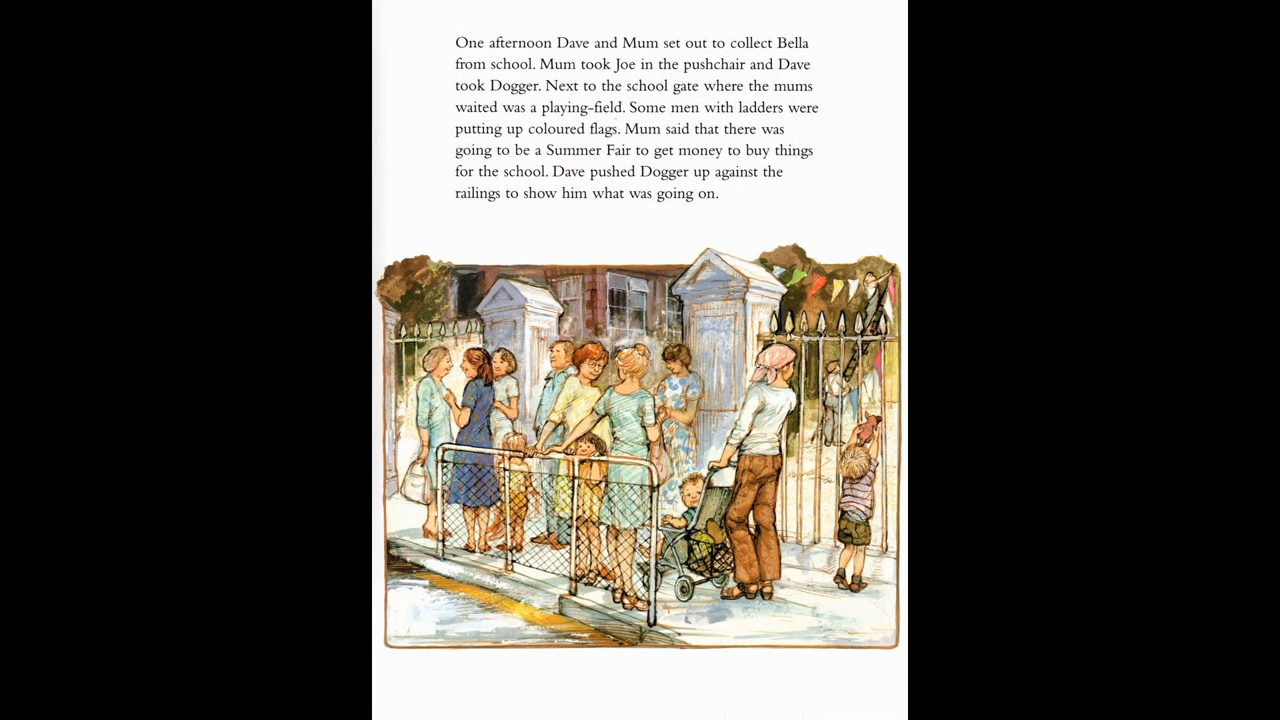 One afternoon Dave and Mum set out to collect Bella
from school. Mum took Joe in the pushchair and Dave
took Dogger. Next to the school gate where the mums
waited was a playing-field. Some men with ladders were
putting up coloured flags. Mum said that there was
going to be a Summer Fair to get money to buy things
for the school. Dave pushed Dogger up against the
railings to show him what was going on.